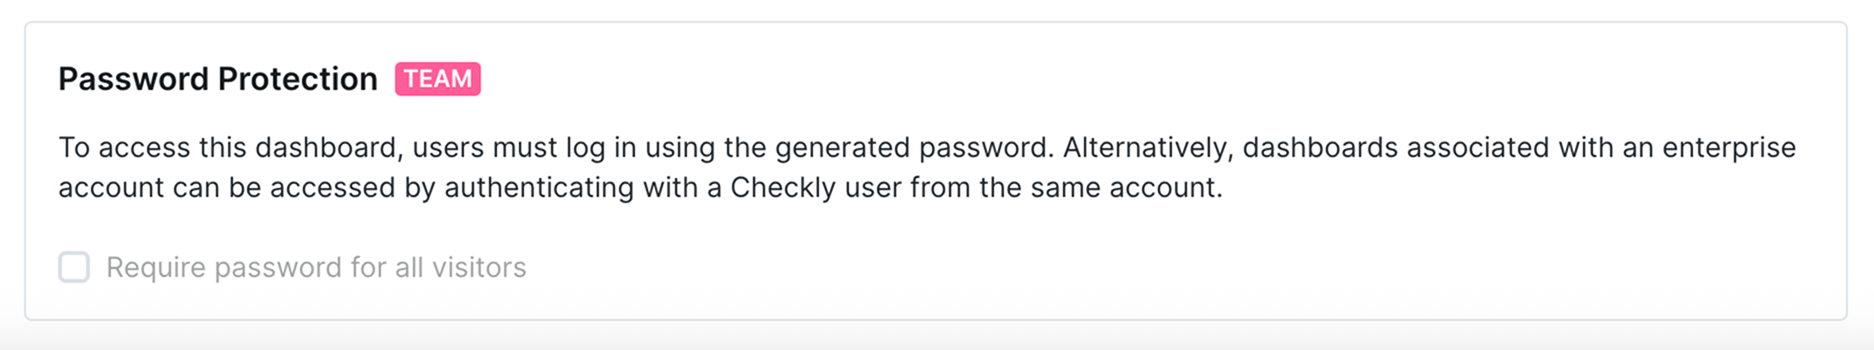 Password Protection TEAM
To access this dashboard, users must log in using the generated password. Alternatively, dashboards associated with an enterprise
account can be accessed by authenticating with a Checkly user from the same account.
Require password for all visitors